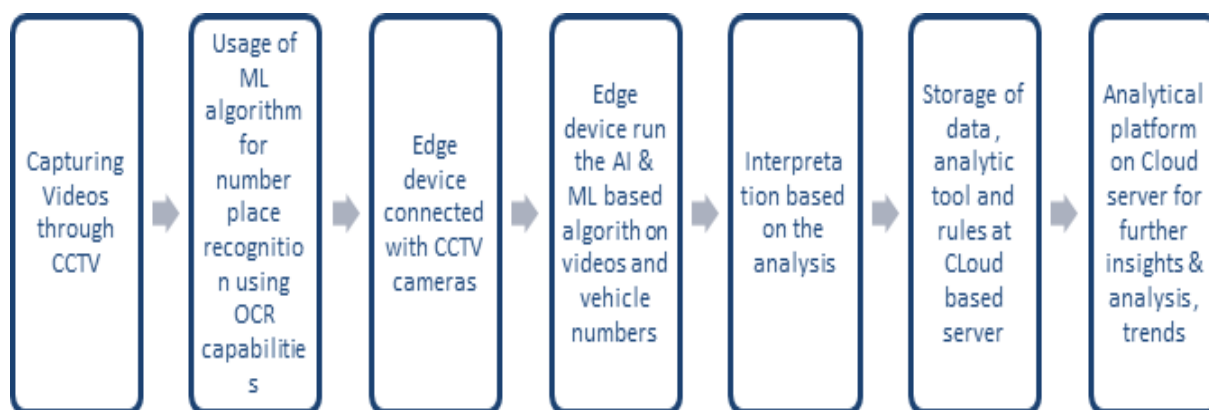 Capturing
Videos
through
CCTV
Usage of
ML
algorithm
for
number
place
recognitio
n using
OCR
capabilitie
s
Edge
device
connected
with CCTV
cameras
Edge
device run
the AI &
ML based
algorith on
videos and
vehicle
numbers
Interpreta
tion based
on the
analysis
Storage of
data ,
analytic
tool and
rules at
CLoud
based
server
Analytical
platform
on Cloud
server for
further
insights &
analysis,
trends